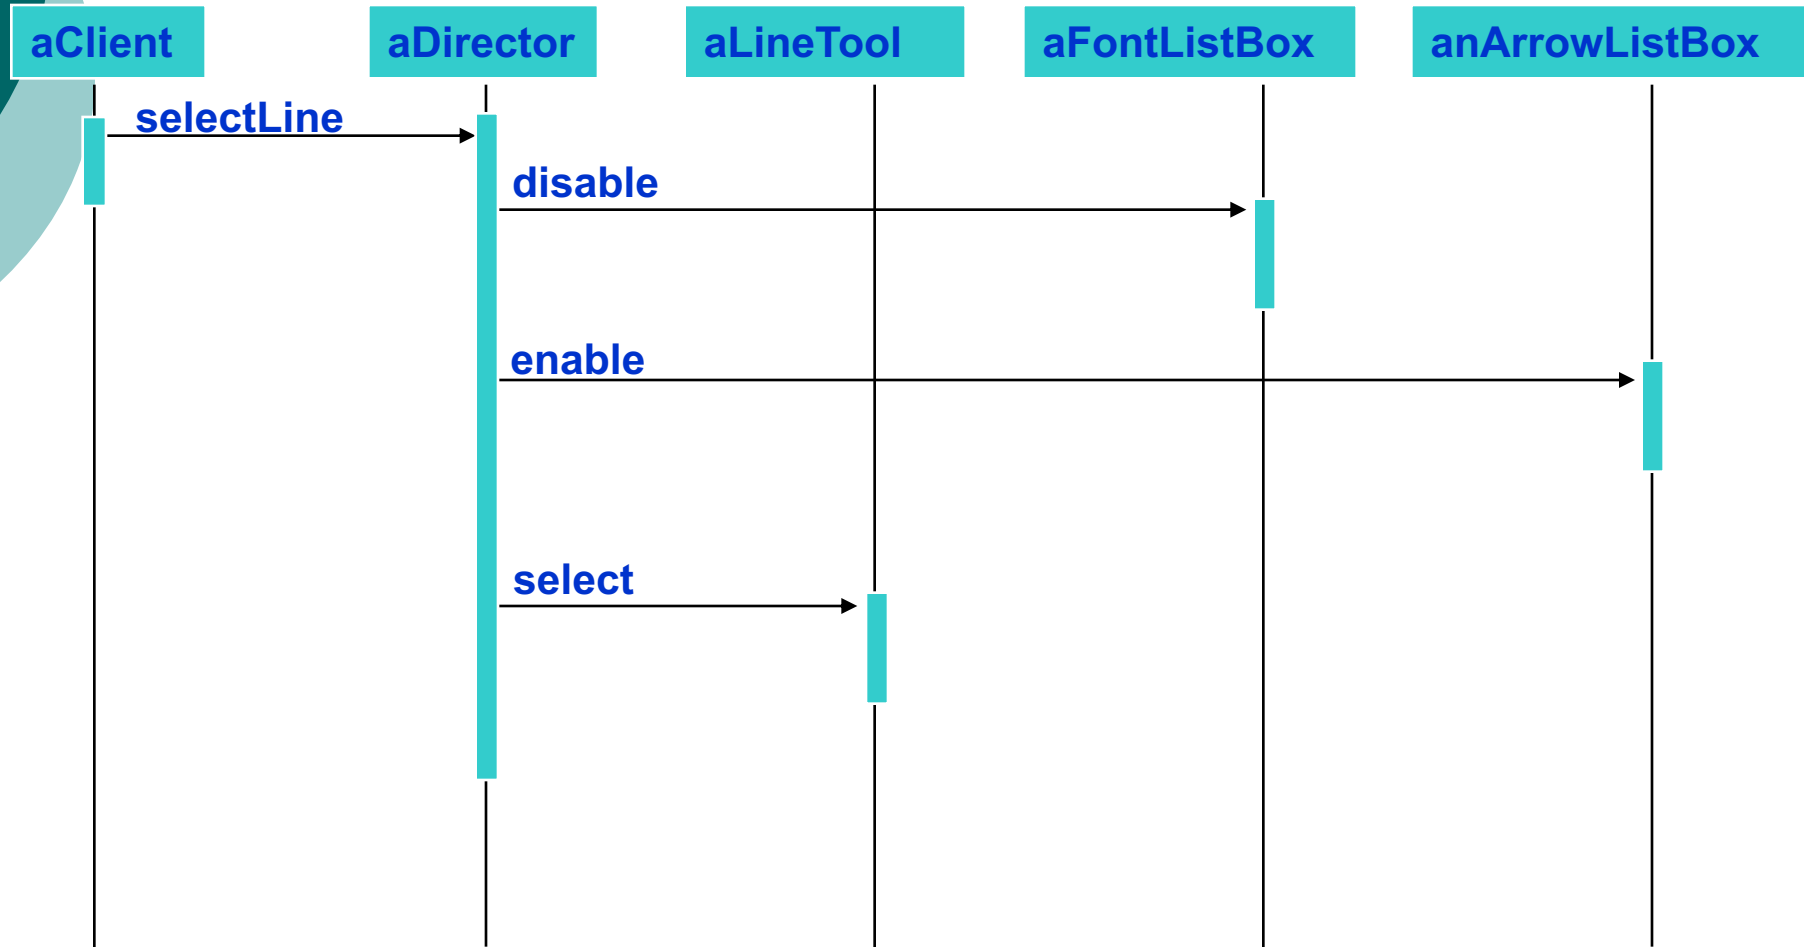 aClient
aDirector
aLineTool
aFontListBox
anArrowListBox
selectLine
disable
enable
select